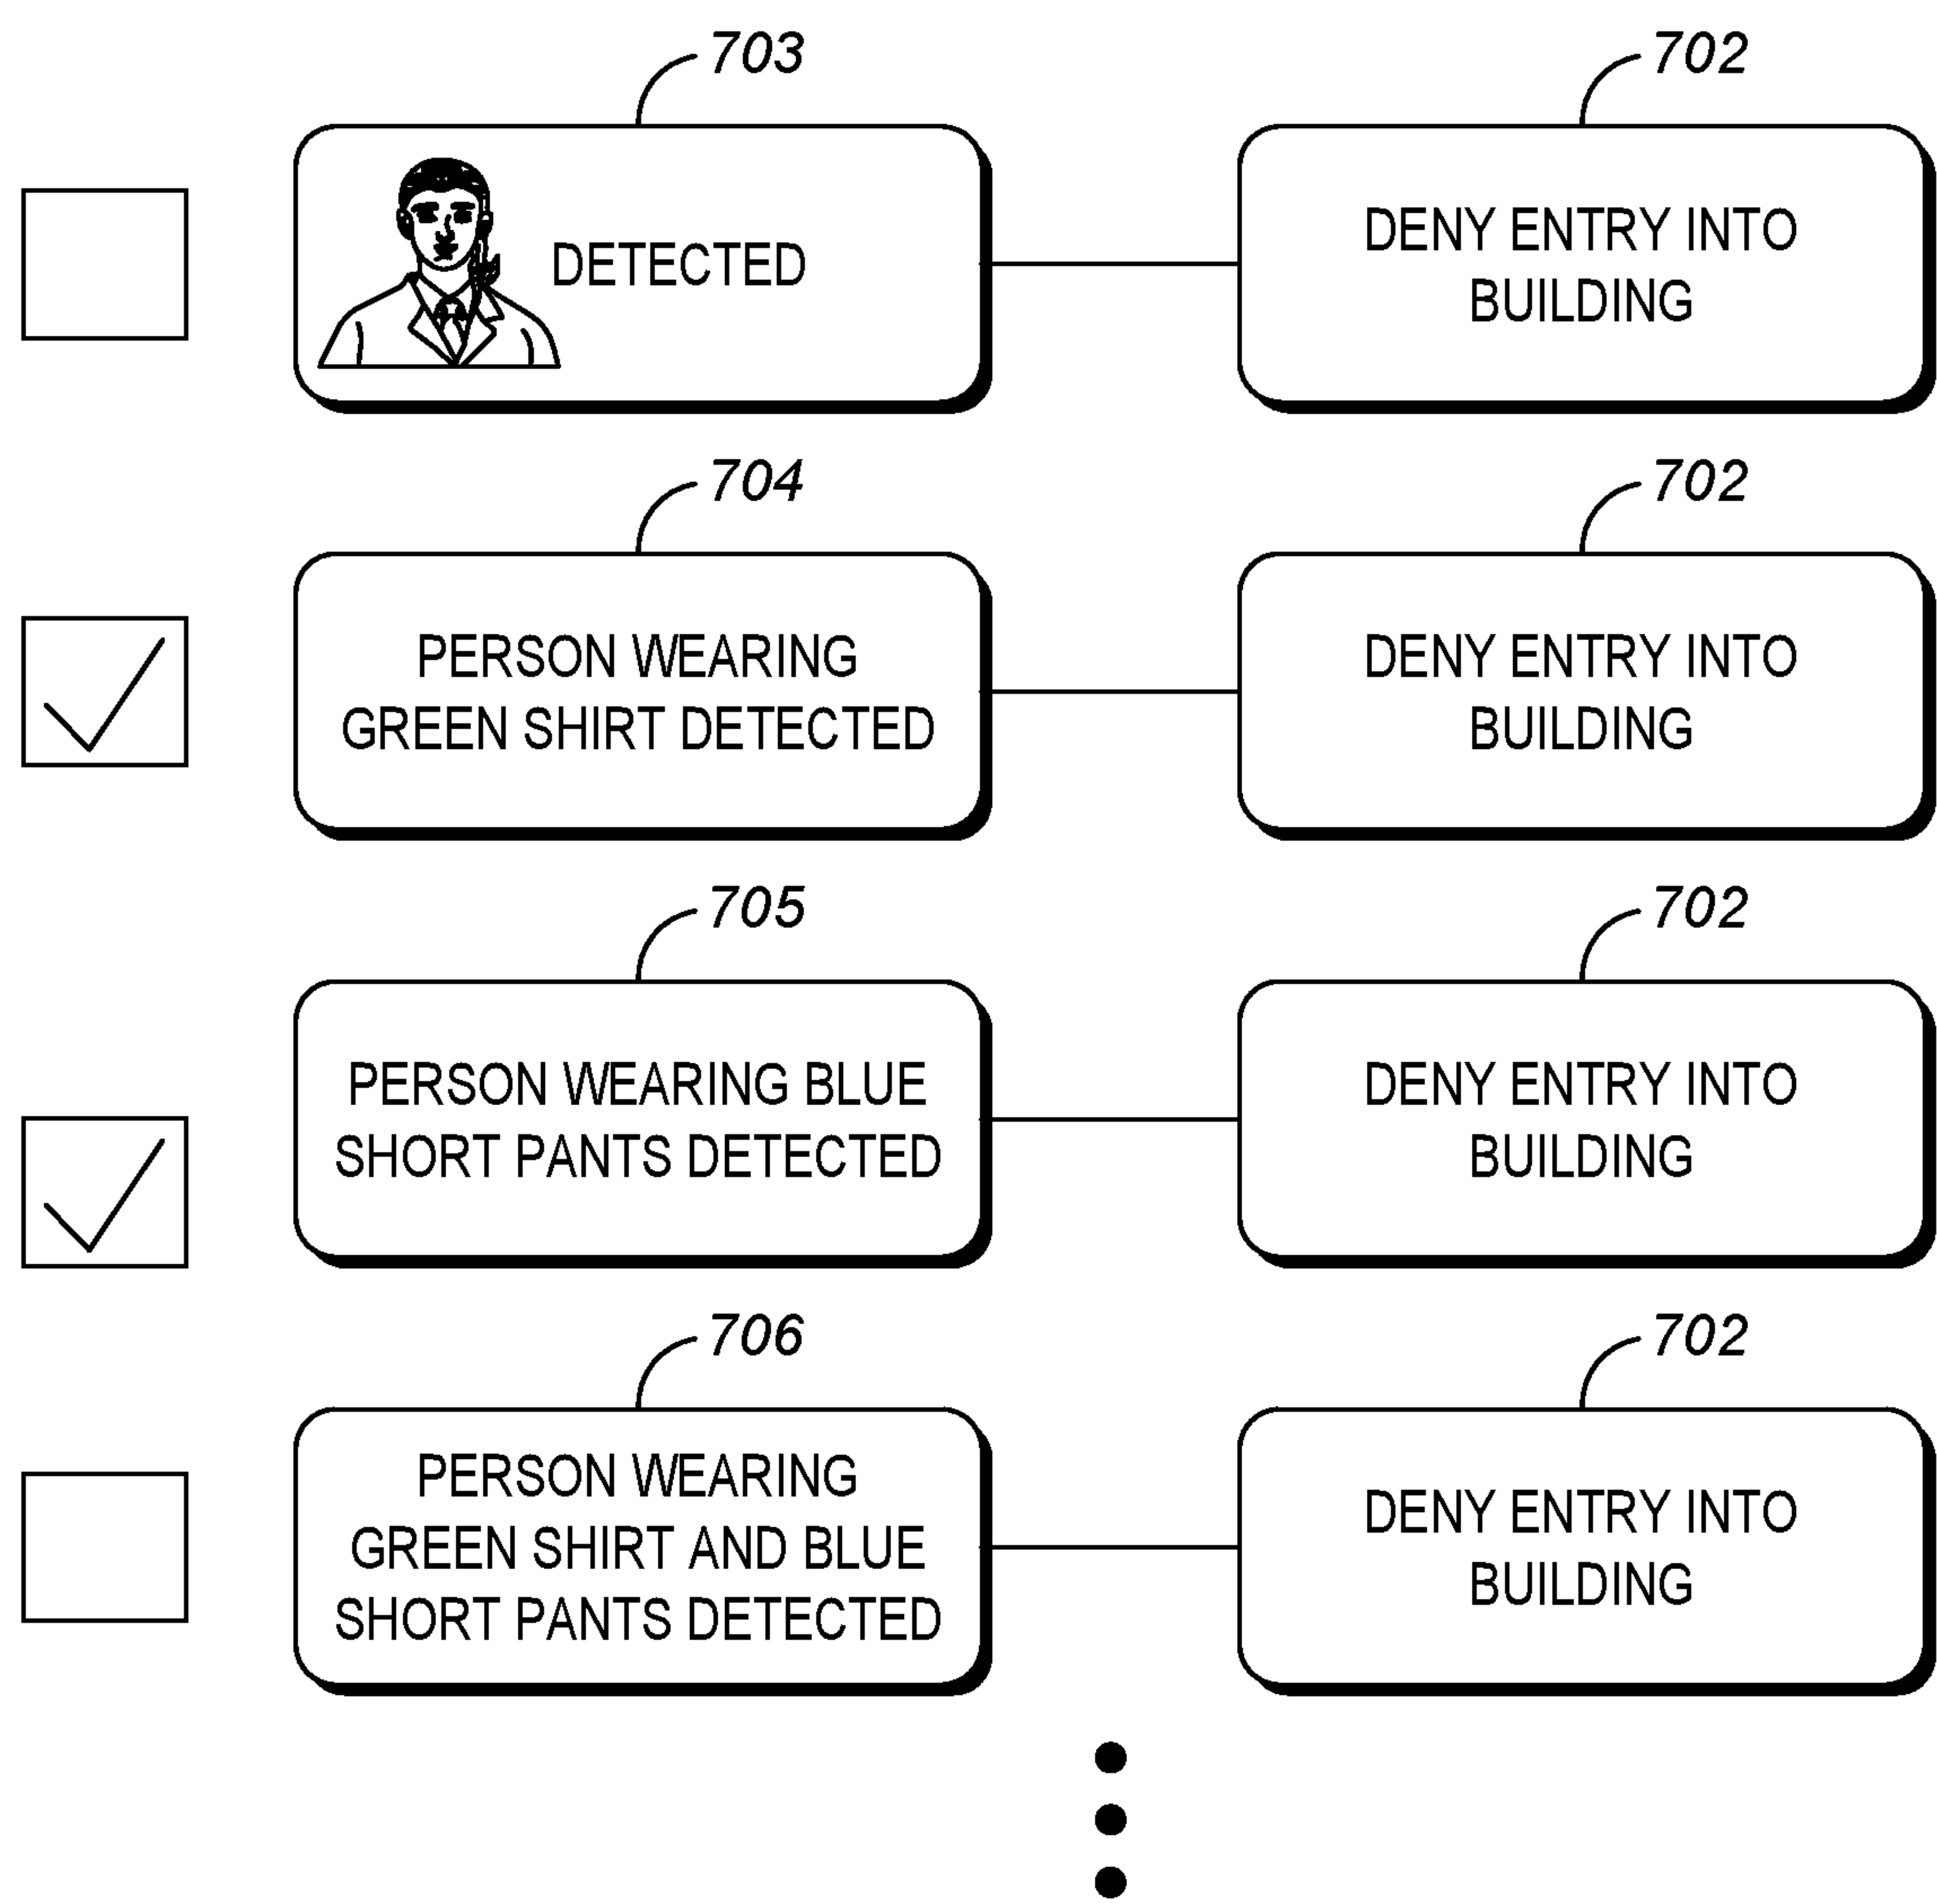 703
702
DETECTED
DENY ENTRY INTO
BUILDING
704
702
PERSON WEARING
GREEN SHIRT DETECTED
DENY ENTRY INTO
BUILDING
705
702
PERSON WEARING BLUE
SHORT PANTS DETECTED
DENY ENTRY INTO
BUILDING
706
702
PERSON WEARING
GREEN SHIRT AND BLUE
SHORT PANTS DETECTED
DENY ENTRY INTO
BUILDING